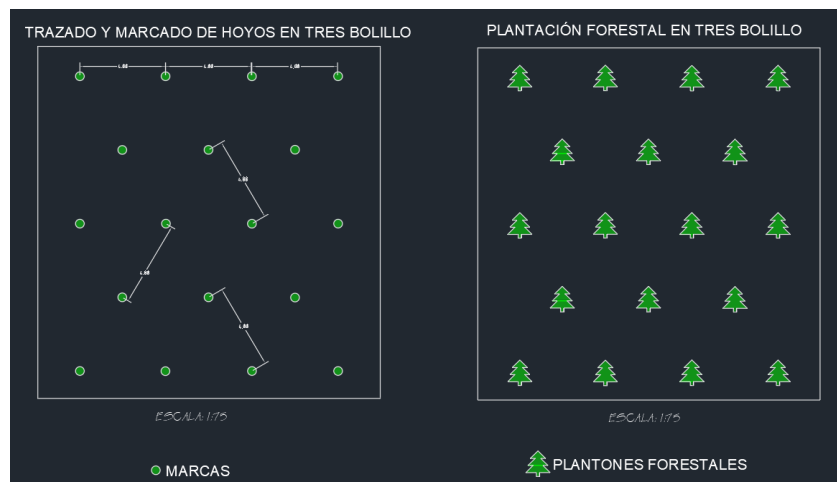 TRAZADO Y MARCADO DE HOYOS EN TRES BOLILLO
PLANTACIÓN FORESTAL EN TRES BOLILLO
ESCALA: 1:75
ESCALA: 1:75
MARCAS
PLANTONES FORESTALES